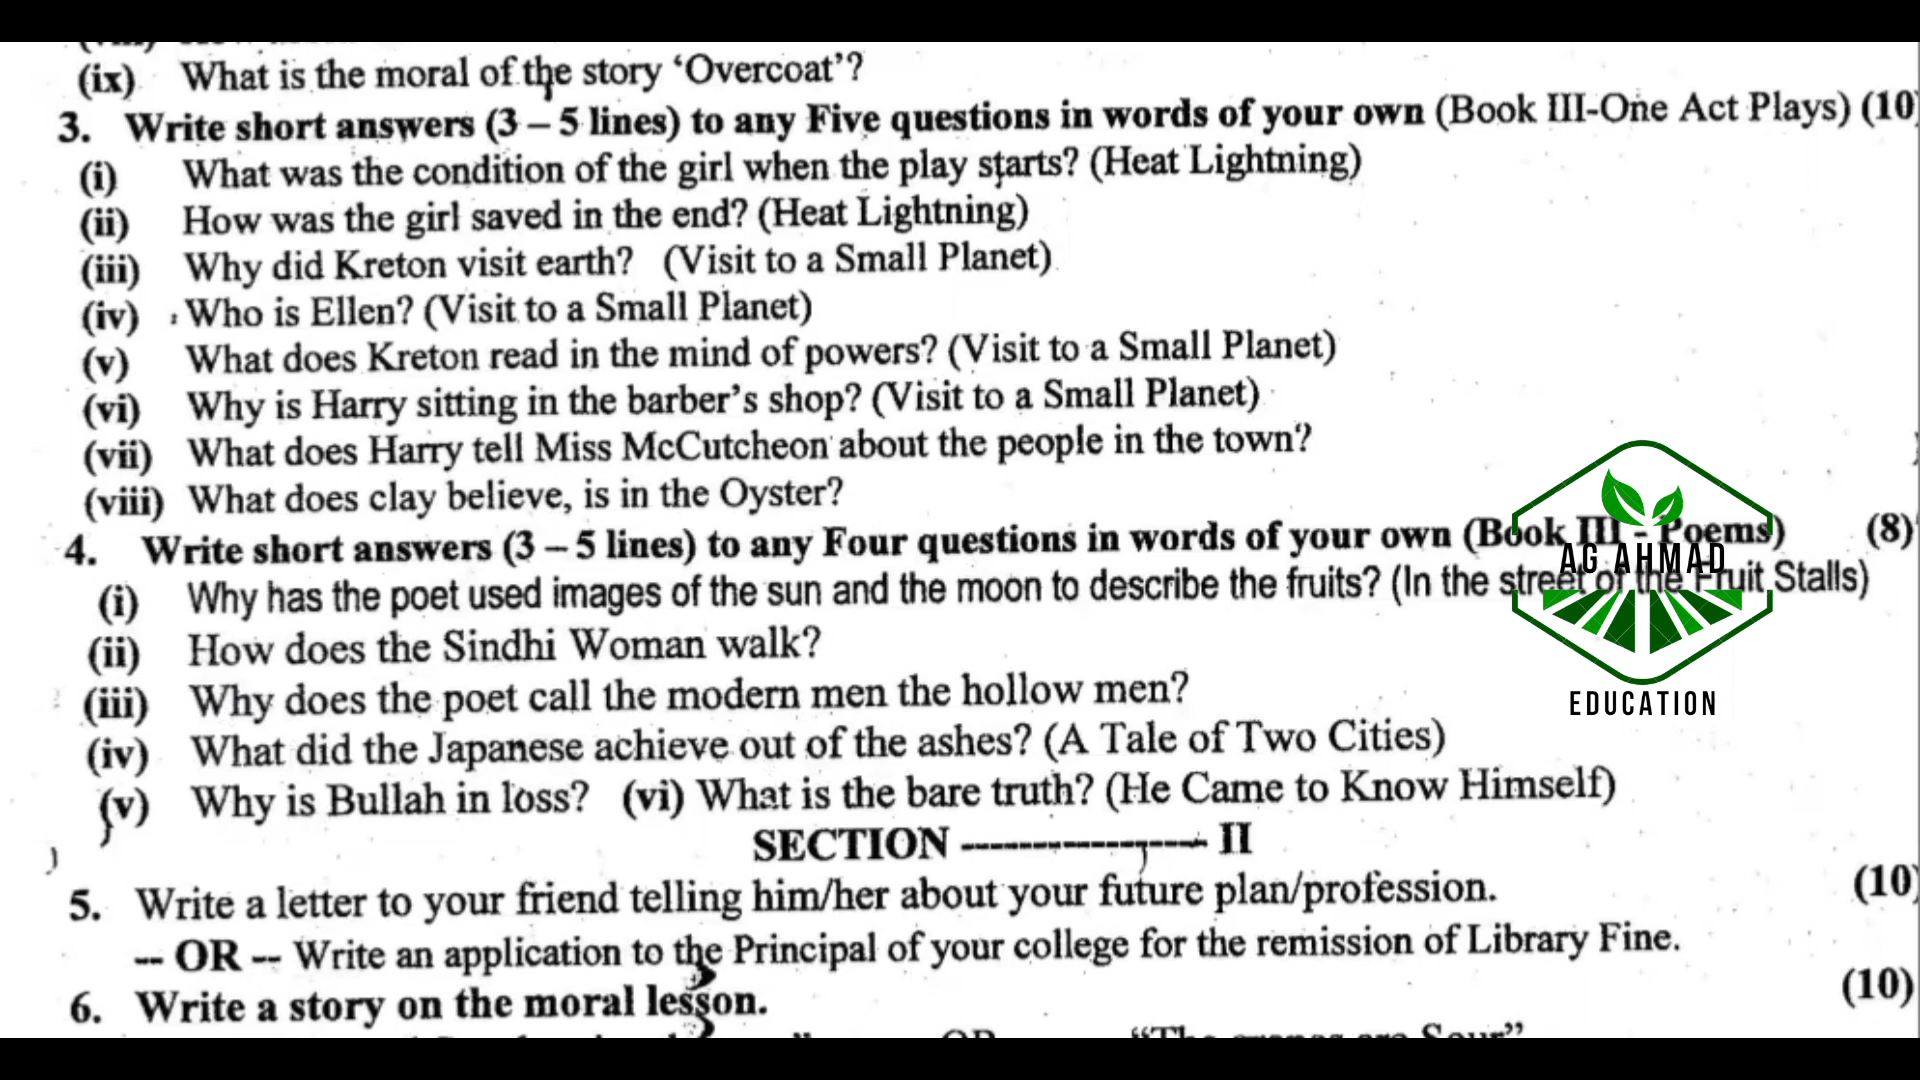 (ix) What is the moral of the story ‘Overcoat’?
3. Write short answers (3 – 5 lines) to any Five questions in words of your own (Book III-One Act Plays) (10)
(i) What was the condition of the girl when the play starts? (Heat Lightning)
(ii) How was the girl saved in the end? (Heat Lightning)
(iii) Why did Kreton visit earth? (Visit to a Small Planet)
(iv) Who is Ellen? (Visit to a Small Planet)
(v) What does Kreton read in the mind of powers? (Visit to a Small Planet)
(vi) Why is Harry sitting in the barber’s shop? (Visit to a Small Planet)
(vii) What does Harry tell Miss McCutcheon about the people in the town?
(viii) What does clay believe, is in the Oyster?
4. Write short answers (3 – 5 lines) to any Four questions in words of your own (Book III - Poems) (8)
(i) Why has the poet used images of the sun and the moon to describe the fruits? (In the street of the Fruit Stalls)
(ii) How does the Sindhi Woman walk?
(iii) Why does the poet call the modern men the hollow men?
(iv) What did the Japanese achieve out of the ashes? (A Tale of Two Cities)
(v) Why is Bullah in loss? (vi) What is the bare truth? (He Came to Know Himself)
AG AHMAD
EDUCATION
SECTION ---------------- II
5. Write a letter to your friend telling him/her about your future plan/profession. (10)
-- OR -- Write an application to the Principal of your college for the remission of Library Fine.
6. Write a story on the moral lesson. (10)
OR “The grapes are Sour”